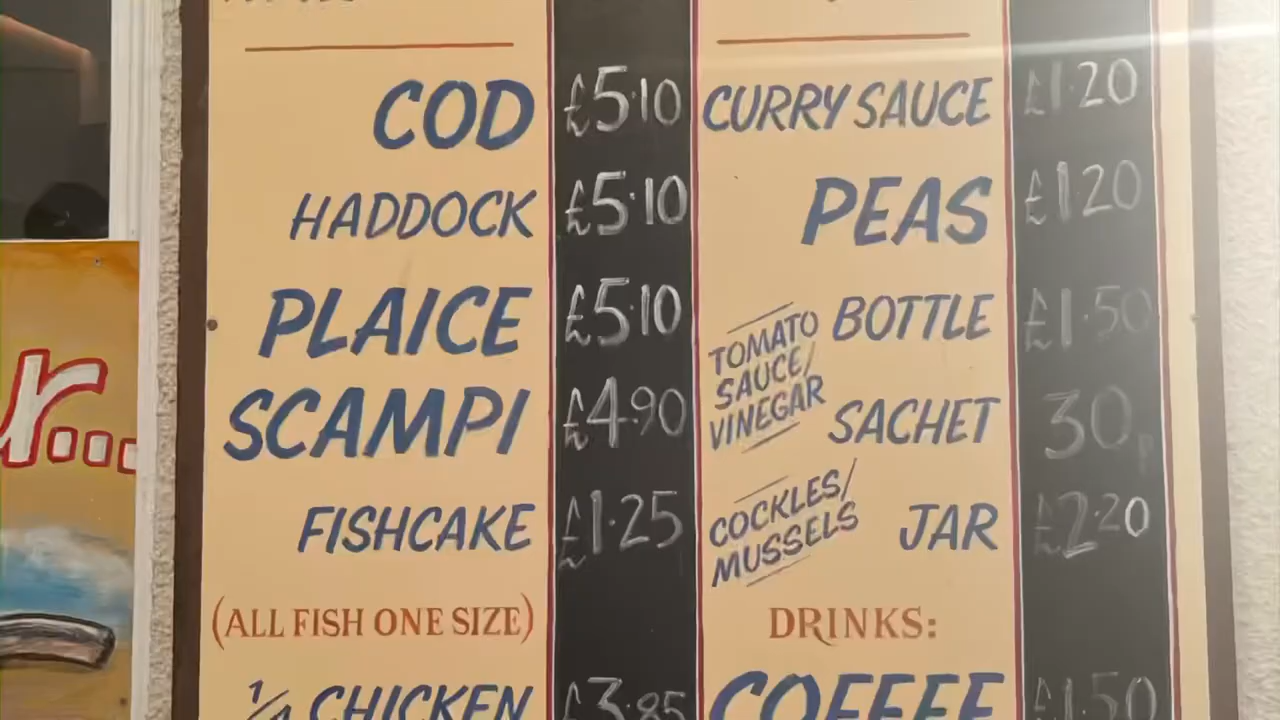 COD £5·10
HADDOCK £5·10
PLAICE £5·10
SCAMPI £4·90
FISHCAKE £1·25
(ALL FISH ONE SIZE)
1/4 CHICKEN £3·85
CURRY SAUCE £1·20
PEAS £1·20
TOMATO SAUCE/ VINEGAR
BOTTLE £1·50
SACHET 30p
COCKLES/ MUSSELS
JAR £2·20
DRINKS:
COFFEE £1·50
r...